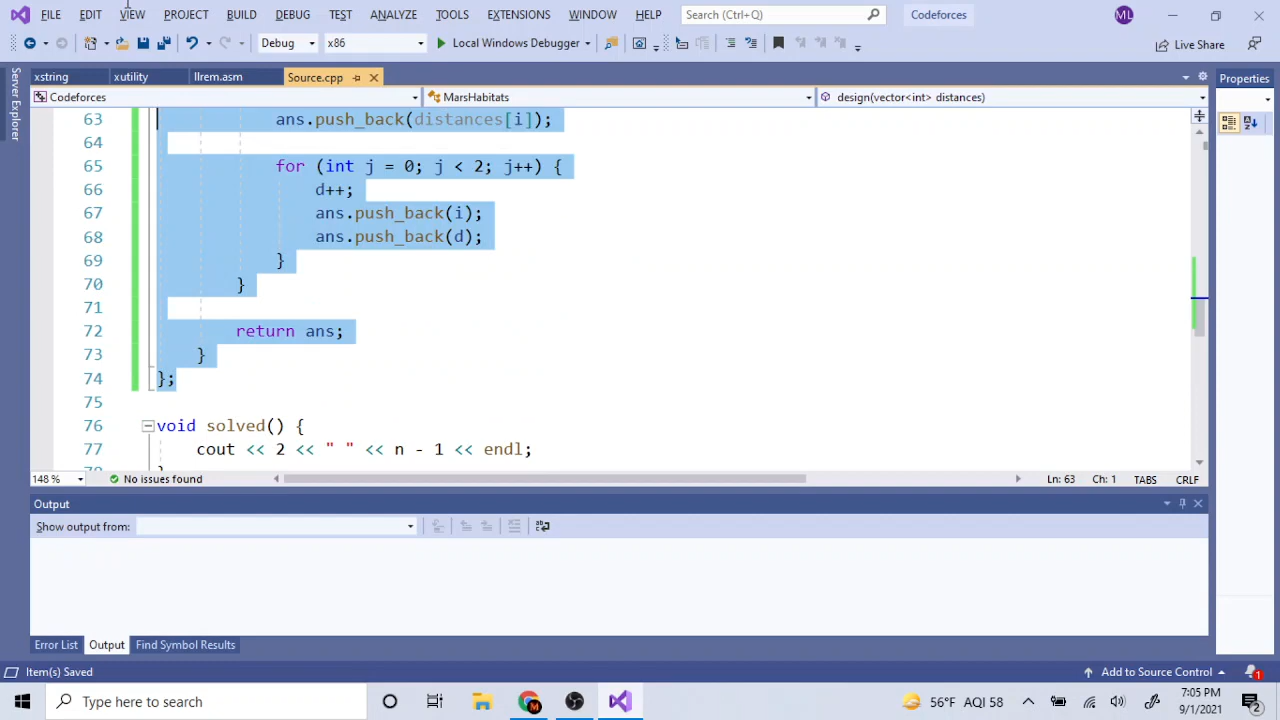 FILE EDIT VIEW PROJECT BUILD DEBUG TEST ANALYZE TOOLS EXTENSIONS WINDOW HELP Search (Ctrl+Q) Codeforces ML
Debug x86 Local Windows Debugger Live Share
Server Explorer
xstring xutility llrem.asm Source.cpp Properties
Codeforces MarsHabitats design(vector<int> distances)
63 ans.push_back(distances[i]);
64
65 for (int j = 0; j < 2; j++) {
66 d++;
67 ans.push_back(i);
68 ans.push_back(d);
69 }
70 }
71
72 return ans;
73 }
74 };
75
76 void solved() {
77 cout << 2 << " " << n - 1 << endl;
148 % No issues found Ln: 63 Ch: 1 TABS CRLF
Output
Show output from:
Error List Output Find Symbol Results
Item(s) Saved Add to Source Control 1
Type here to search 56°F AQI 58 7:05 PM
9/1/2021 2